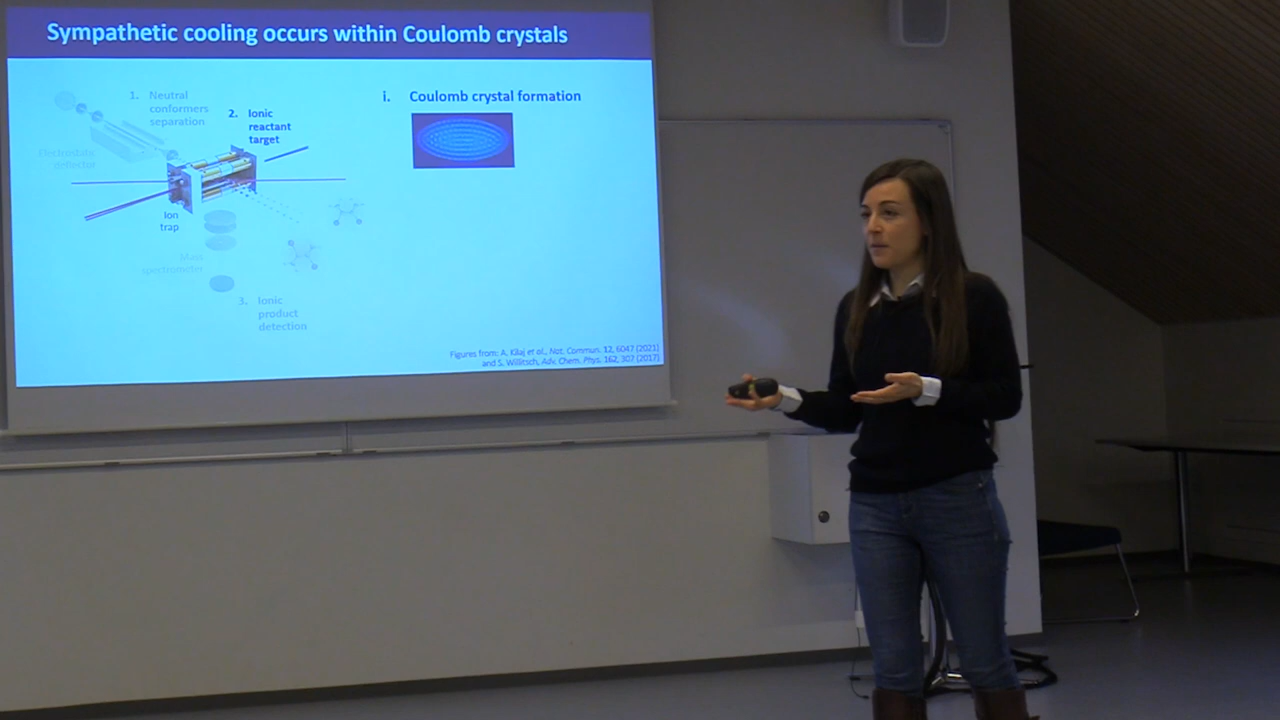 Sympathetic cooling occurs within Coulomb crystals
1. Neutral
conformers
separation
2. Ionic
reactant
target
Electrostatic
deflector
Ion
trap
Mass
spectrometer
3. Ionic
product
detection
i. Coulomb crystal formation
Figures from: A. Kilaj et al., Nat. Commun. 12, 6047 (2021)
and S. Willitsch, Adv. Chem. Phys. 162, 307 (2017)